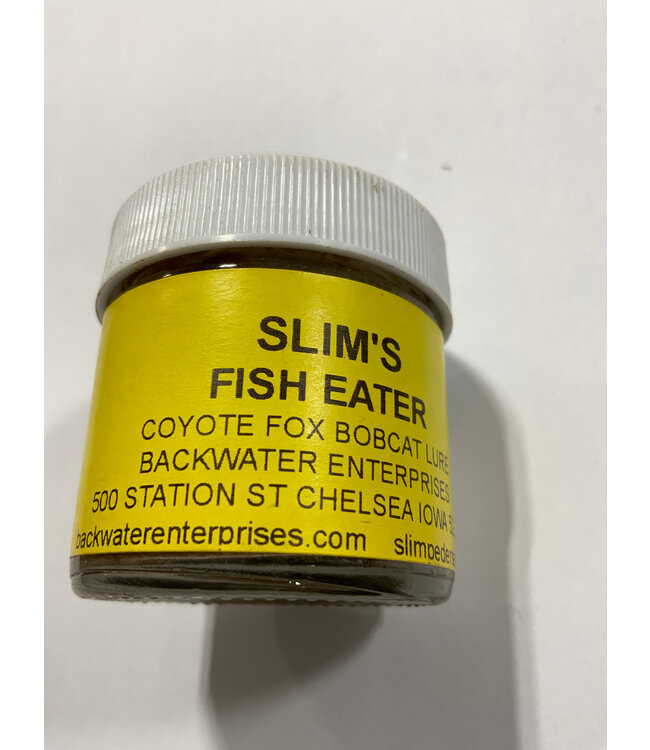 SLIM'S
FISH EATER
COYOTE FOX BOBCAT LURE
BACKWATER ENTERPRISES
500 STATION ST CHELSEA IOWA
backwaterenterprises.com